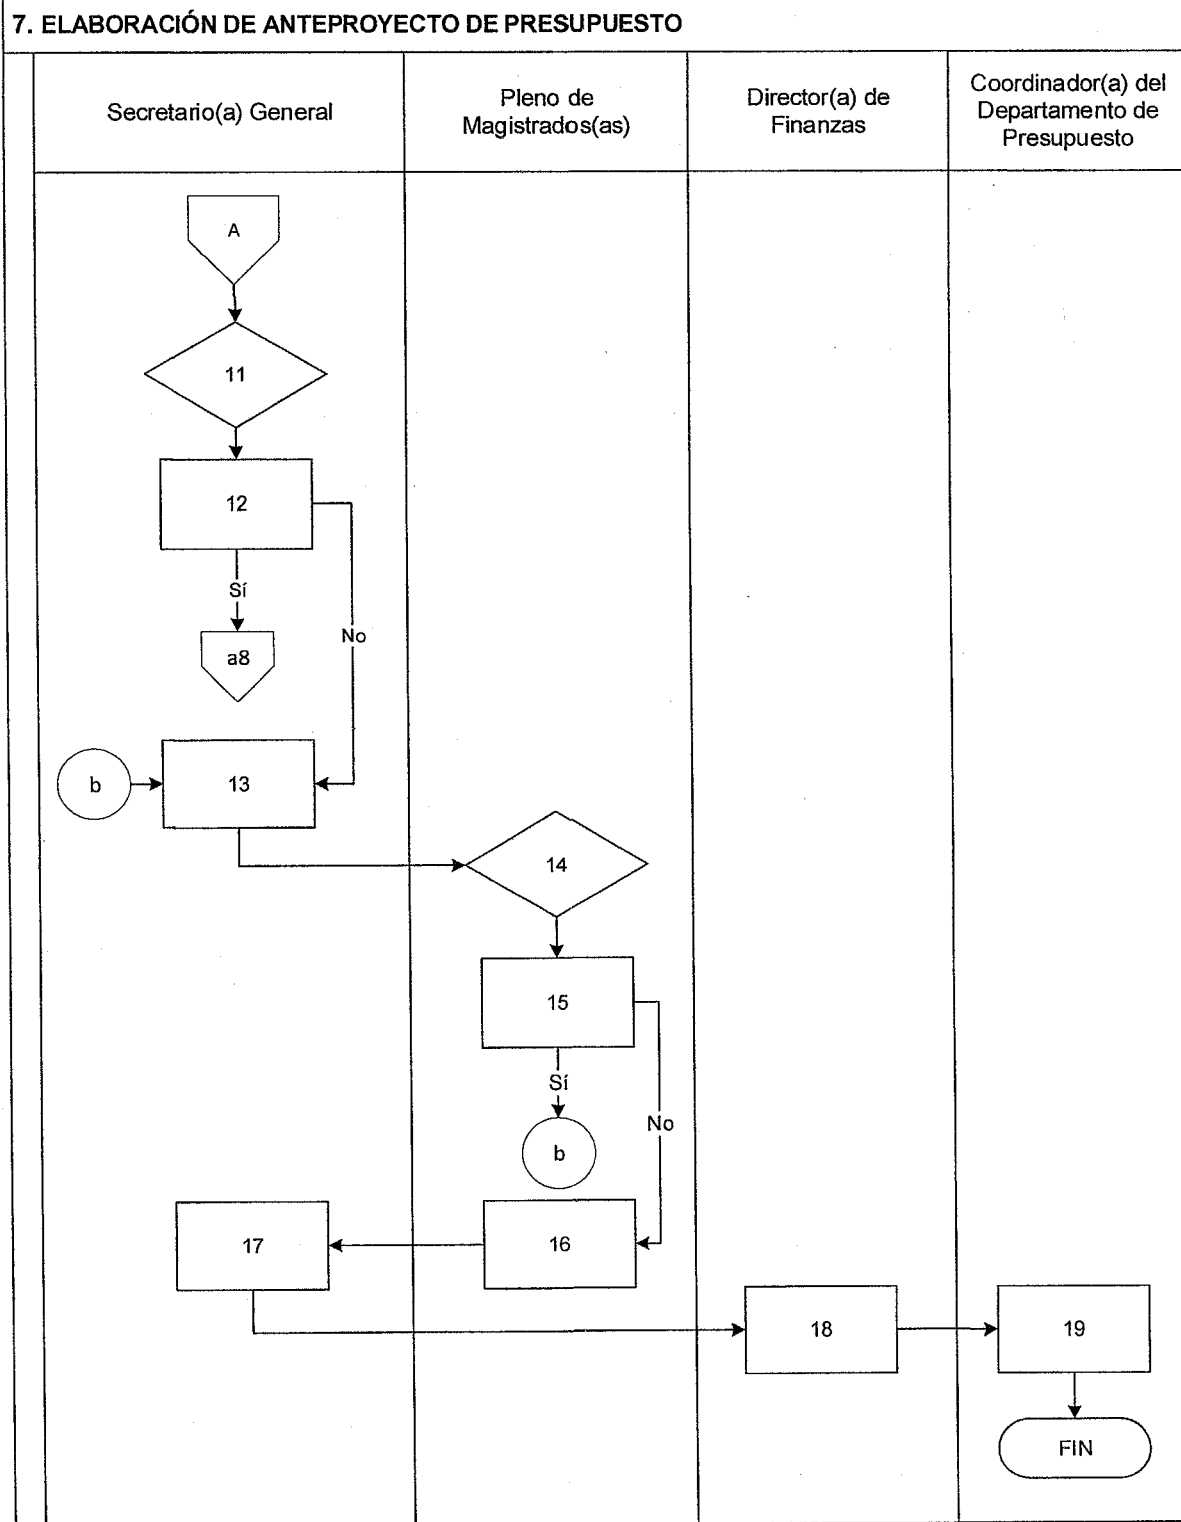 7. ELABORACIÓN DE ANTEPROYECTO DE PRESUPUESTO
Secretario(a) General
Pleno de
Magistrados(as)
Director(a) de
Finanzas
Coordinador(a) del
Departamento de
Presupuesto
A
11
12
Sí
No
a8
b
13
14
15
Sí
No
b
17
16
18
19
FIN